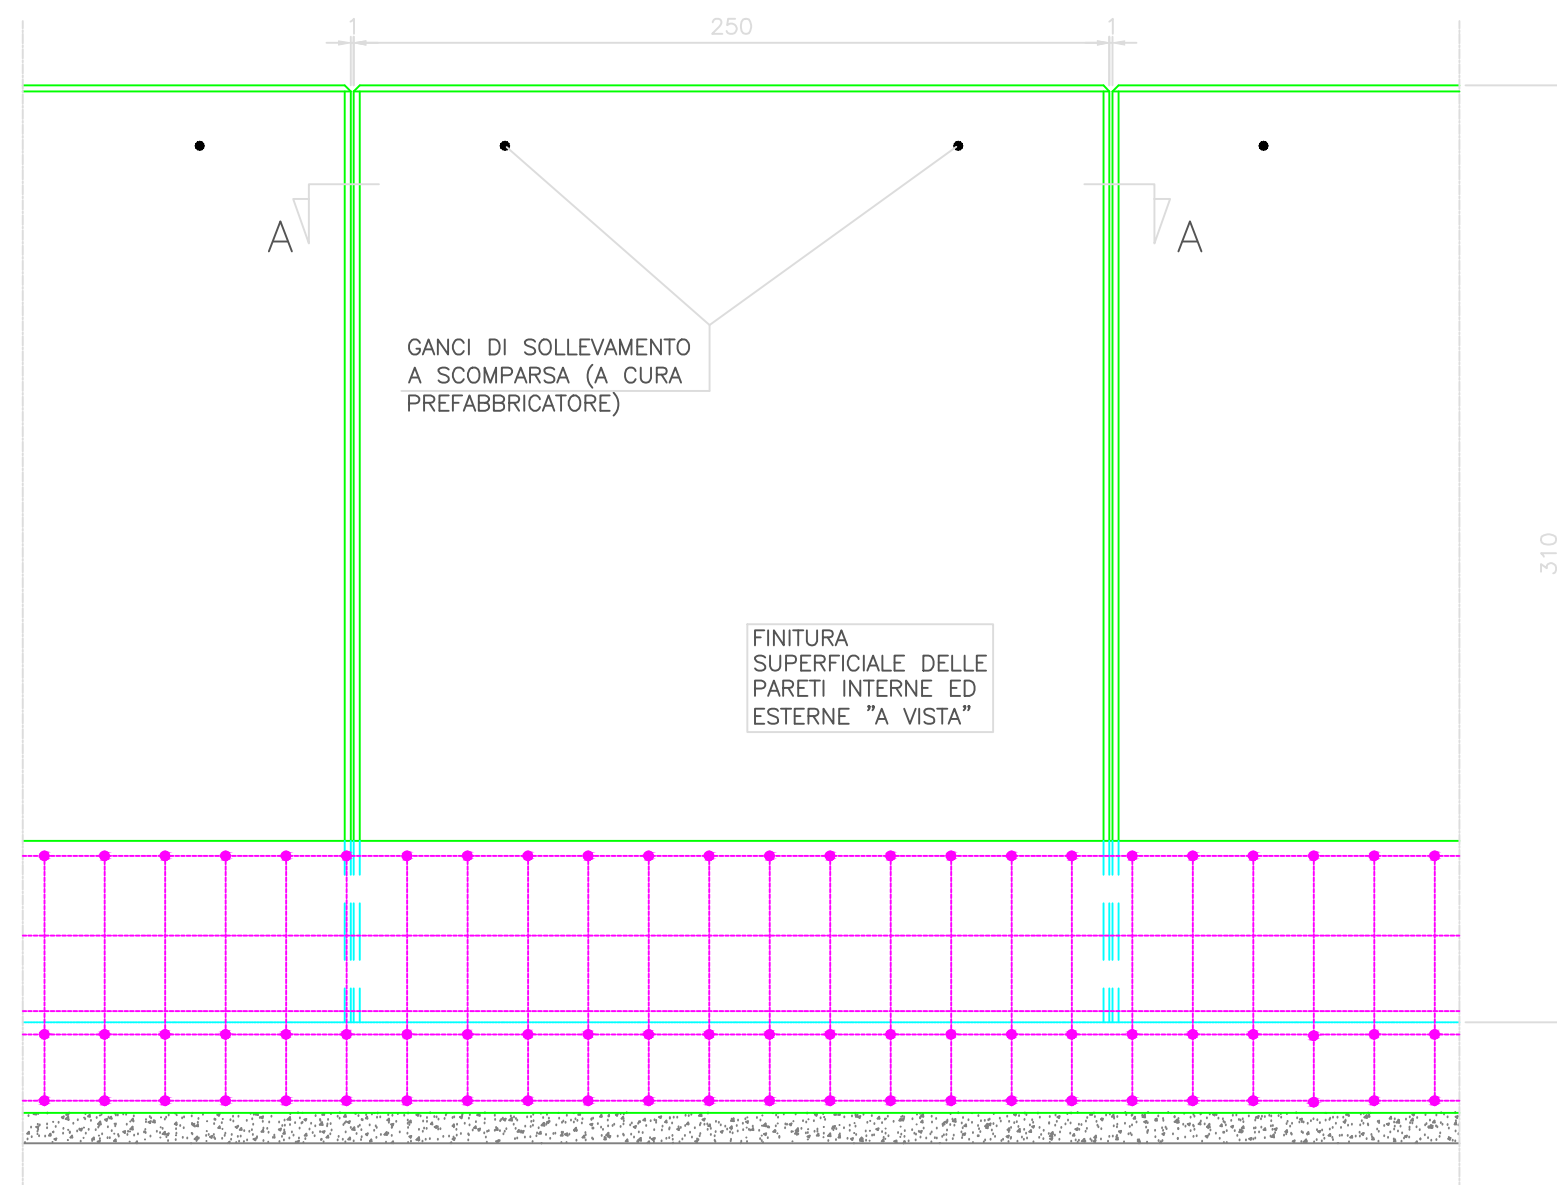 1
250
1
A
A
GANCI DI SOLLEVAMENTO
A SCOMPARSA (A CURA
PREFABBRICATORE)
310
FINITURA
SUPERFICIALE DELLE
PARETI INTERNE ED
ESTERNE "A VISTA"